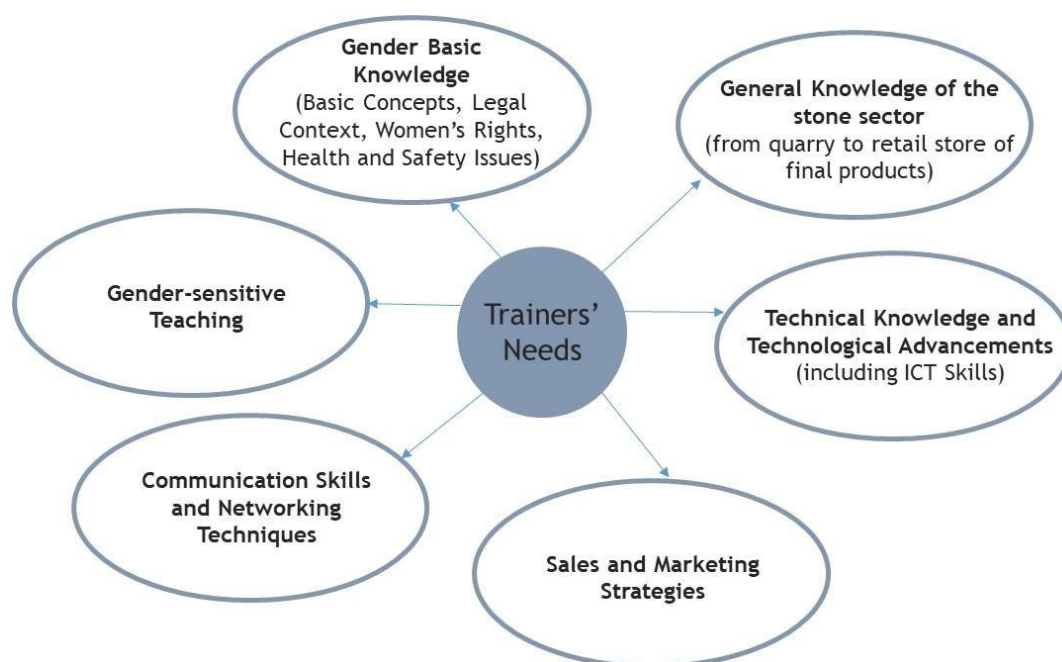 Gender Basic
Knowledge
(Basic Concepts, Legal
Context, Women's Rights,
Health and Safety Issues)
General Knowledge of the
stone sector
(from quarry to retail store of
final products)
Gender-sensitive
Teaching
Trainers'
Needs
Technical Knowledge and
Technological Advancements
(including ICT Skills)
Communication Skills
and Networking
Techniques
Sales and Marketing
Strategies